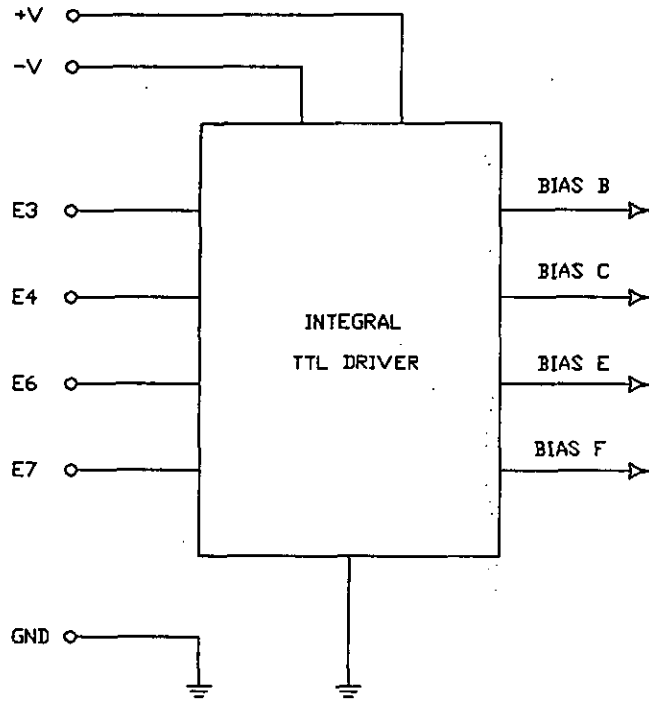 +V
-V
E3
BIAS B
E4
BIAS C
INTEGRAL
TTL DRIVER
E6
BIAS E
E7
BIAS F
GND